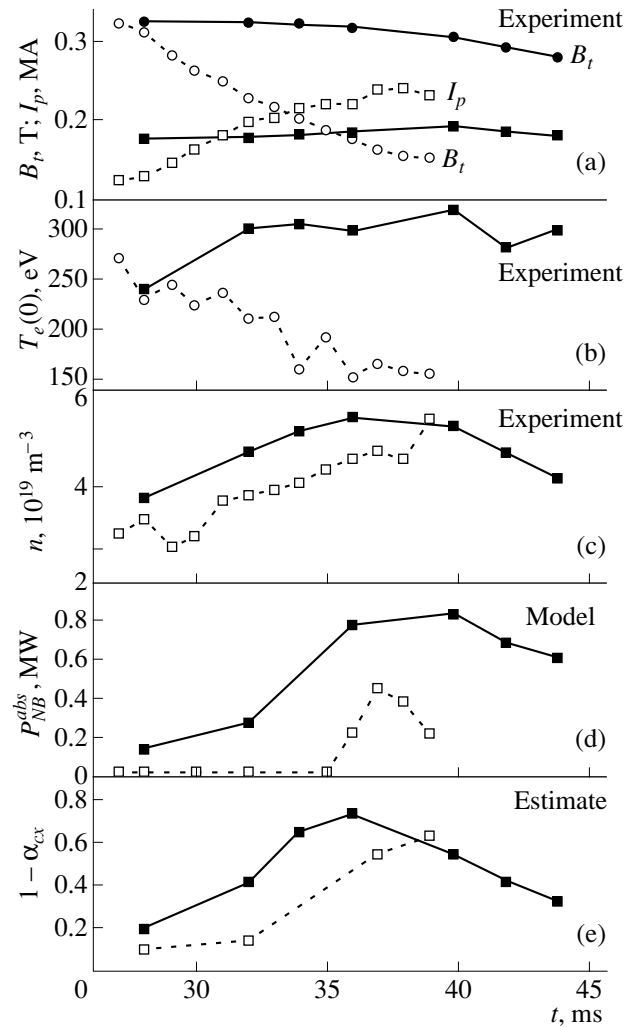 Experiment
0.3
B_t
B_t, T; I_p, MA
I_p
0.2
B_t
(a)
0.1
300
T_e(0), eV
250
Experiment
200
(b)
150
6
Experiment
n, 10^19 m^−3
4
(c)
2
0.8
Model
P_NB^abs, MW
0.6
0.4
0.2
(d)
0
0.8
Estimate
1 − α_cx
0.6
0.4
0.2
(e)
0 30 35 40 45
t, ms